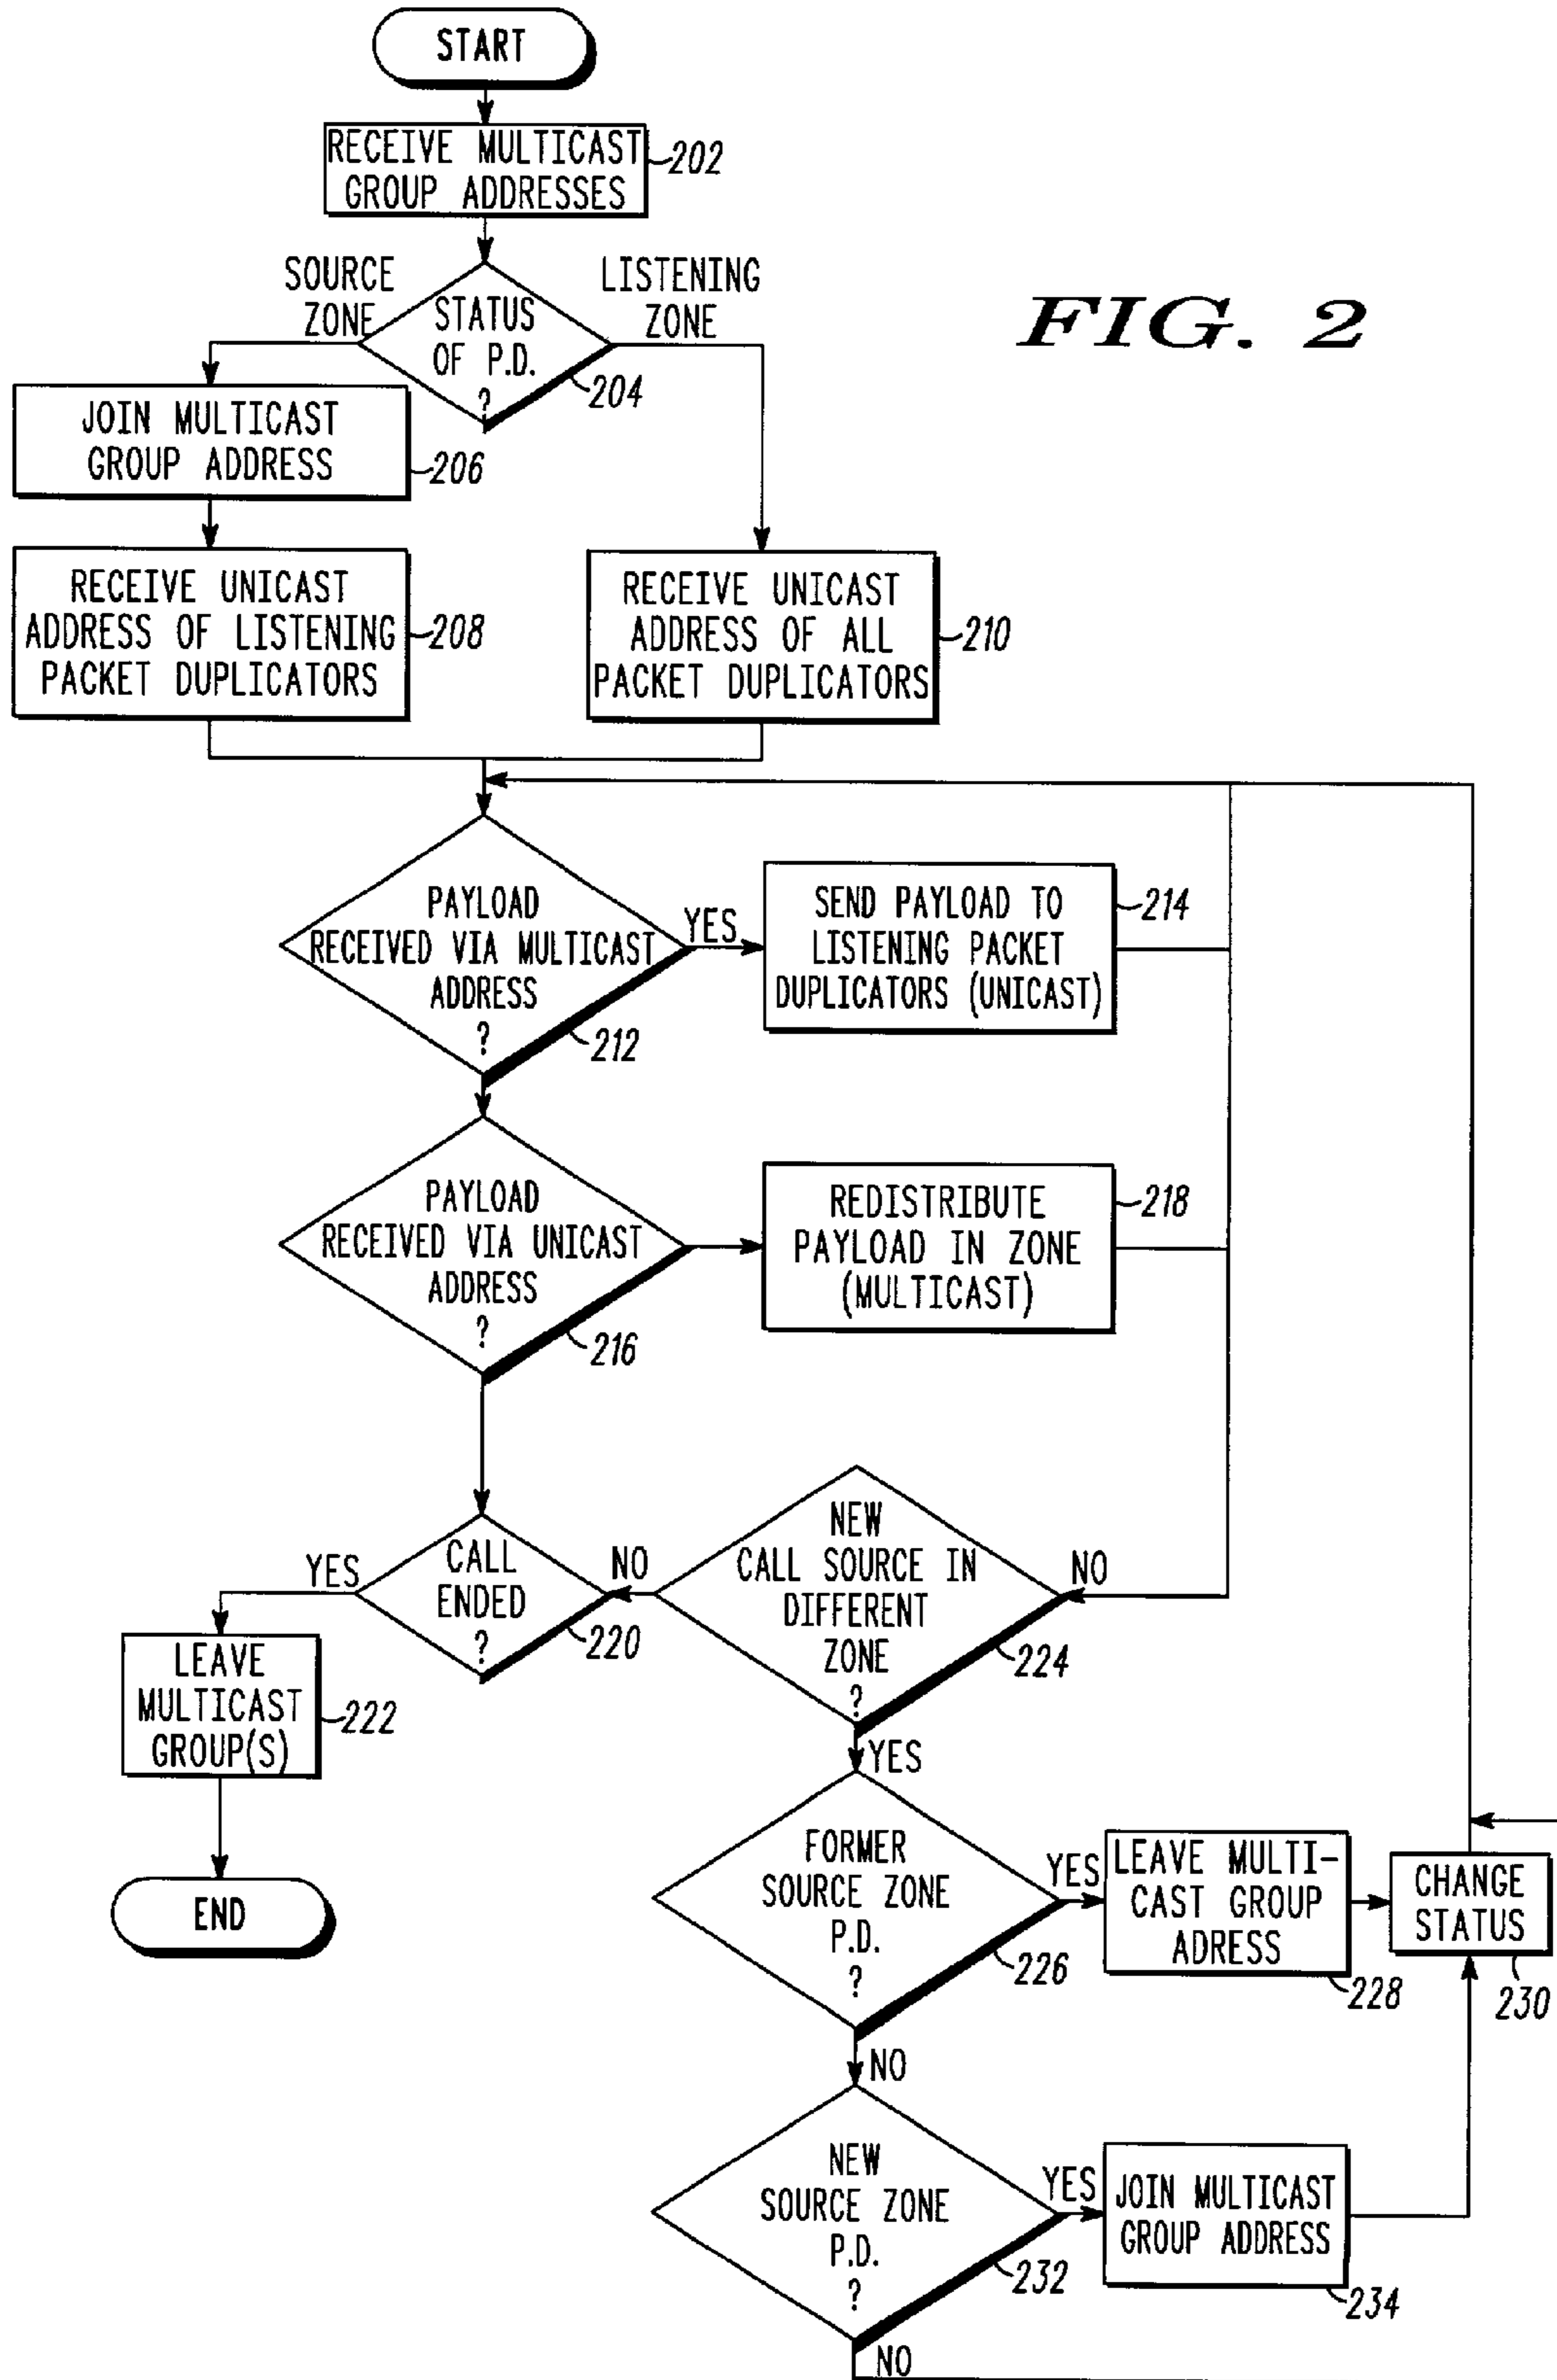 START
RECEIVE MULTICAST
GROUP ADDRESSES
202
SOURCE
ZONE
STATUS
OF P.D.
?
204
LISTENING
ZONE
FIG. 2
JOIN MULTICAST
GROUP ADDRESS
206
RECEIVE UNICAST
ADDRESS OF LISTENING
PACKET DUPLICATORS
208
RECEIVE UNICAST
ADDRESS OF ALL
PACKET DUPLICATORS
210
PAYLOAD
RECEIVED VIA MULTICAST
ADDRESS
?
212
YES
SEND PAYLOAD TO
LISTENING PACKET
DUPLICATORS (UNICAST)
214
PAYLOAD
RECEIVED VIA UNICAST
ADDRESS
?
216
REDISTRIBUTE
PAYLOAD IN ZONE
(MULTICAST)
218
YES
CALL
ENDED
?
220
NO
NEW
CALL SOURCE IN
DIFFERENT
ZONE
?
224
NO
LEAVE
MULTICAST
GROUP(S)
222
END
YES
FORMER
SOURCE ZONE
P.D.
?
226
YES
LEAVE MULTI-
CAST GROUP
ADRESS
228
CHANGE
STATUS
230
NO
NEW
SOURCE ZONE
P.D.
?
232
YES
JOIN MULTICAST
GROUP ADDRESS
234
NO